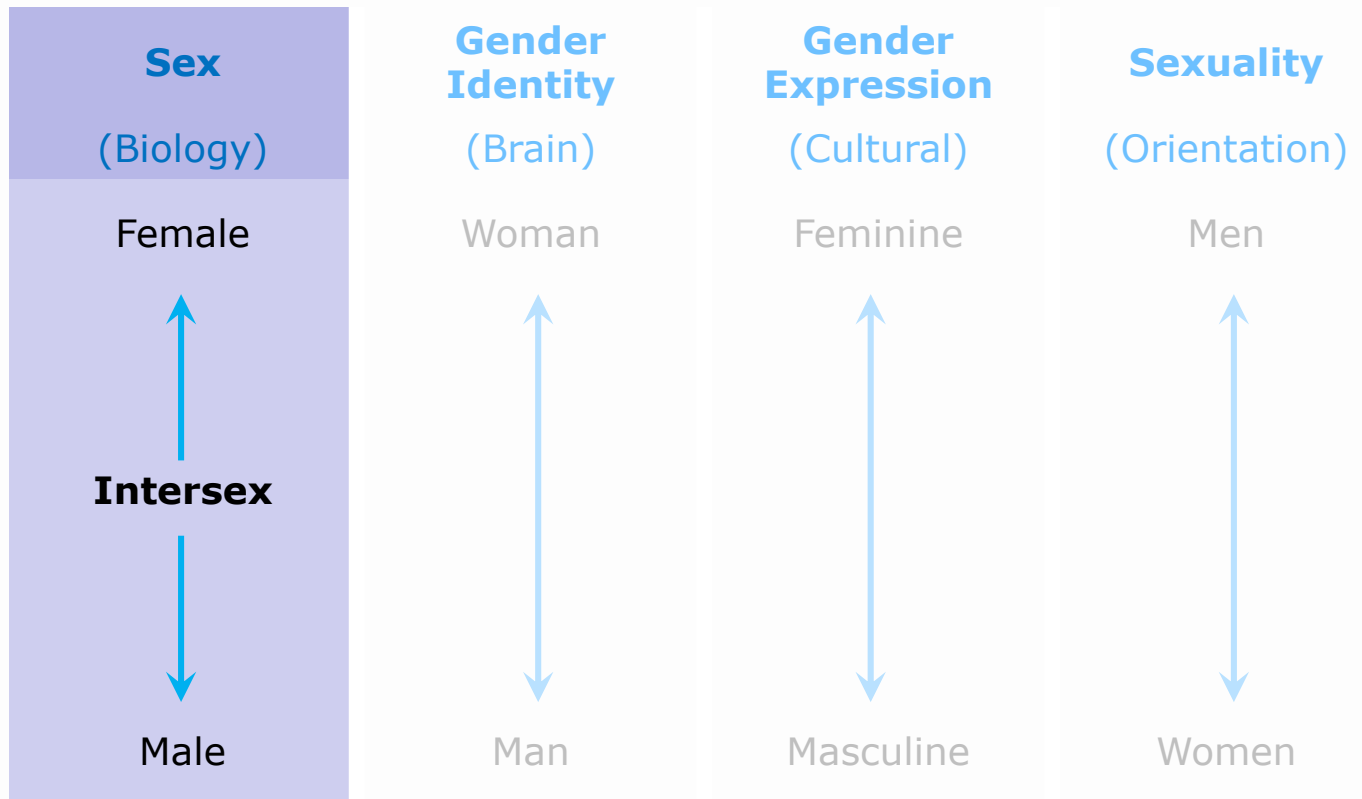 Sex
(Biology)
Female
Intersex
Male
Gender
Identity
(Brain)
Woman
Man
Gender
Expression
(Cultural)
Feminine
Masculine
Sexuality
(Orientation)
Men
Women